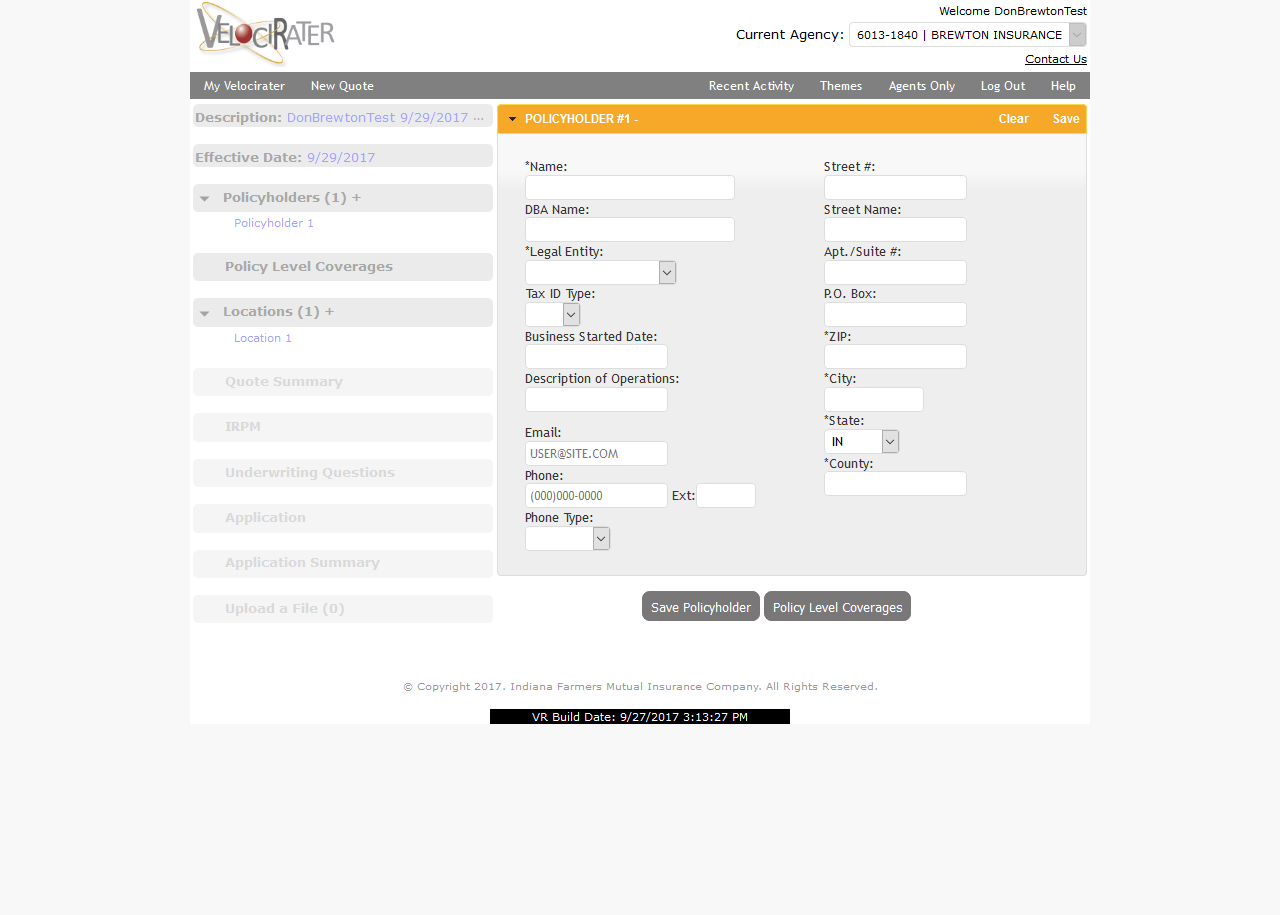 VELOCIRATER
Welcome DonBrewtonTest
Current Agency: 6013-1840 | BREWTON INSURANCE
Contact Us
My Velocirater New Quote Recent Activity Themes Agents Only Log Out Help
Description: DonBrewtonTest 9/29/2017 ...
Effective Date: 9/29/2017
Policyholders (1) +
Policyholder 1
Policy Level Coverages
Locations (1) +
Location 1
Quote Summary
IRPM
Underwriting Questions
Application
Application Summary
Upload a File (0)
POLICYHOLDER #1 - Clear Save
*Name:
DBA Name:
*Legal Entity:
Tax ID Type:
Business Started Date:
Description of Operations:
Email:
USER@SITE.COM
Phone:
(000)000-0000 Ext:
Phone Type:
Street #:
Street Name:
Apt./Suite #:
P.O. Box:
*ZIP:
*City:
*State:
IN
*County:
Save Policyholder Policy Level Coverages
© Copyright 2017. Indiana Farmers Mutual Insurance Company. All Rights Reserved.
VR Build Date: 9/27/2017 3:13:27 PM